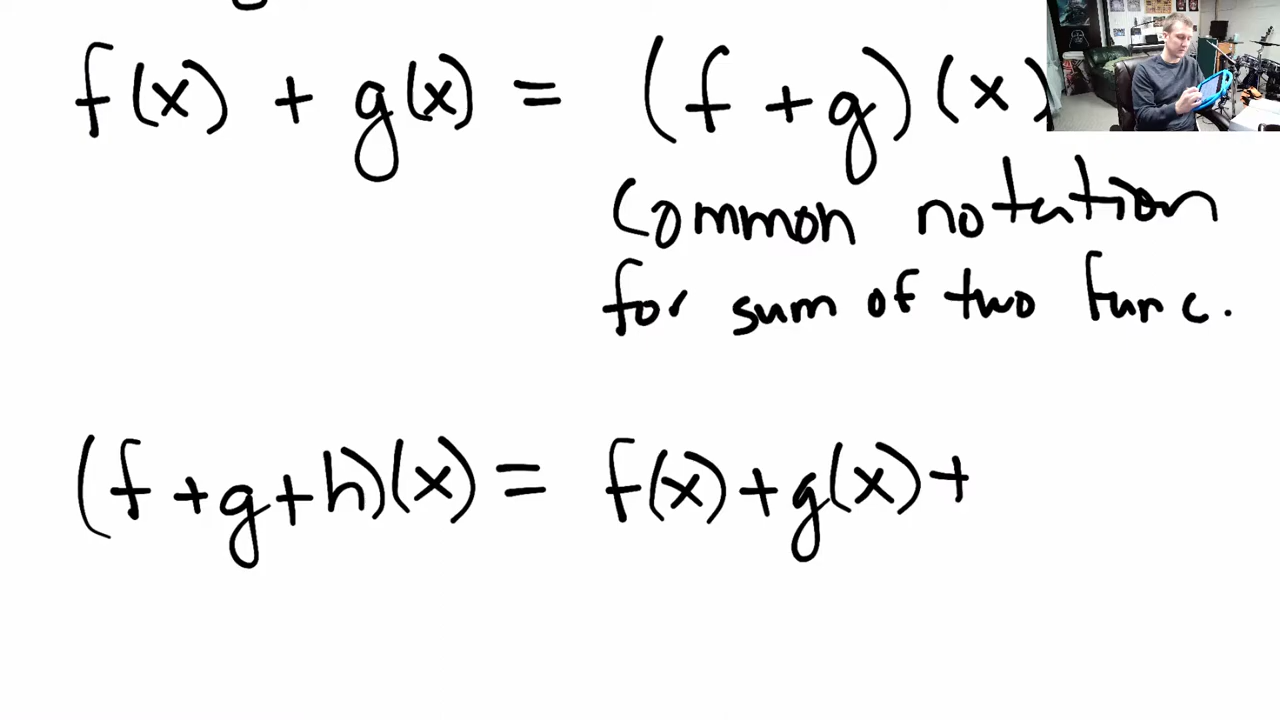 f(x) + g(x) = (f + g)(x)
common notation
for sum of two func.
(f + g + h)(x) = f(x) + g(x) +